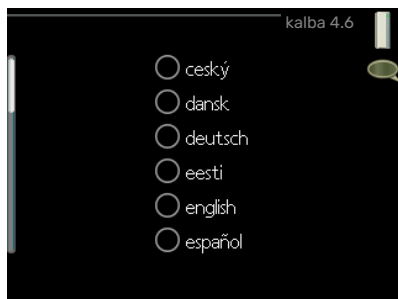 kalba 4.6
ceský
dansk
deutsch
eesti
english
español